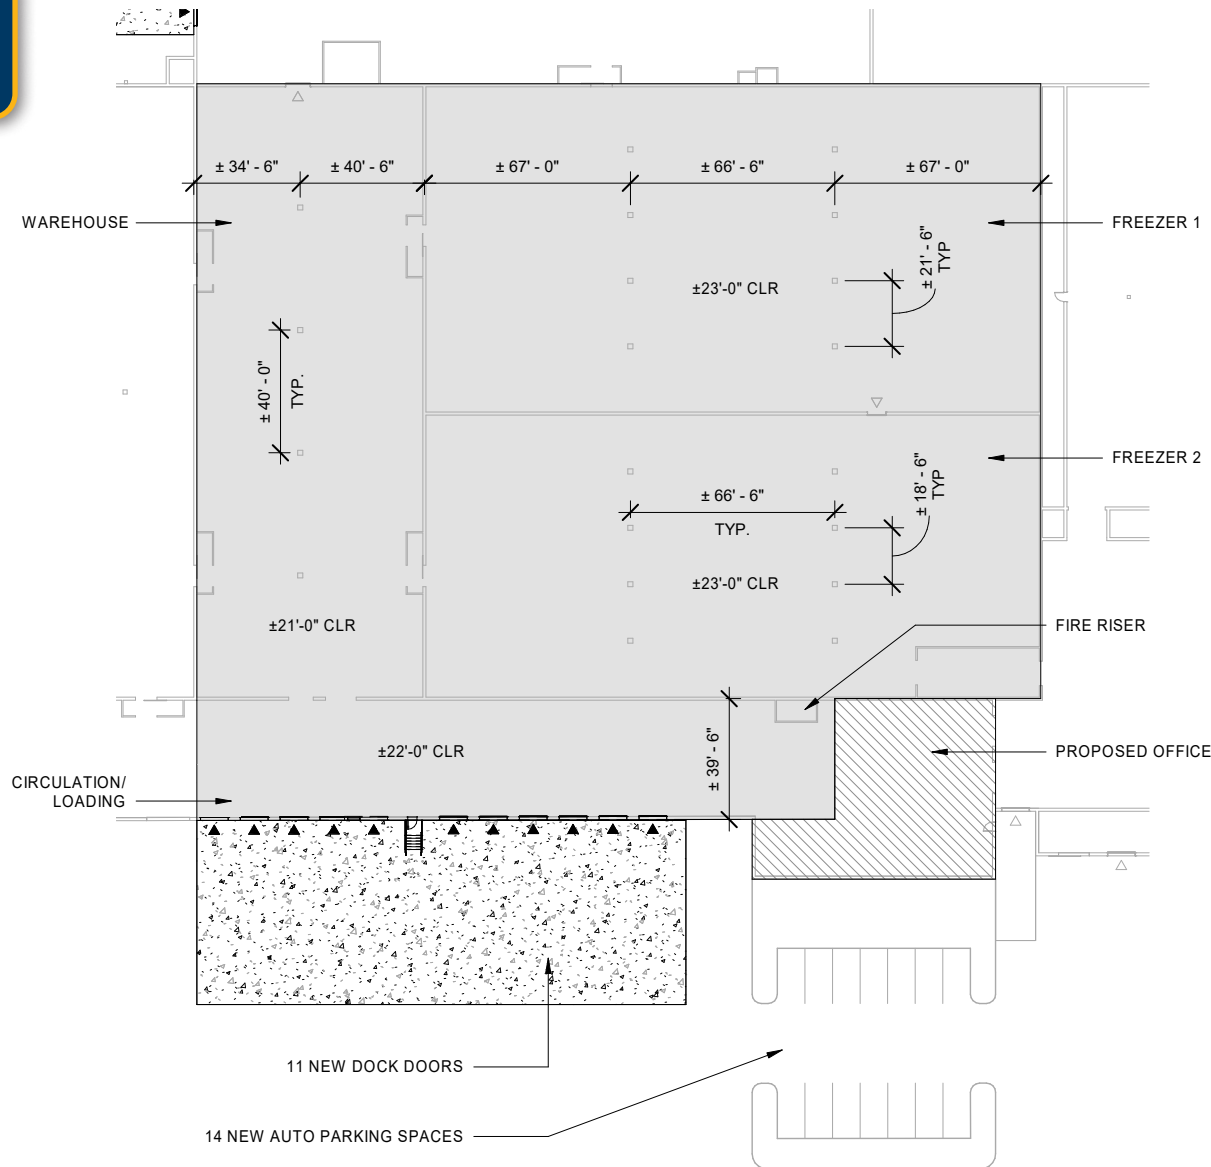 ± 34' - 6"
± 40' - 6"
± 67' - 0"
± 66' - 6"
± 67' - 0"
WAREHOUSE
FREEZER 1
± 21' - 6"
TYP
±23'-0" CLR
± 40' - 0"
TYP.
FREEZER 2
± 18' - 6"
TYP
± 66' - 6"
TYP.
±23'-0" CLR
±21'-0" CLR
FIRE RISER
±22'-0" CLR
± 39' - 6"
PROPOSED OFFICE
CIRCULATION/
LOADING
11 NEW DOCK DOORS
14 NEW AUTO PARKING SPACES